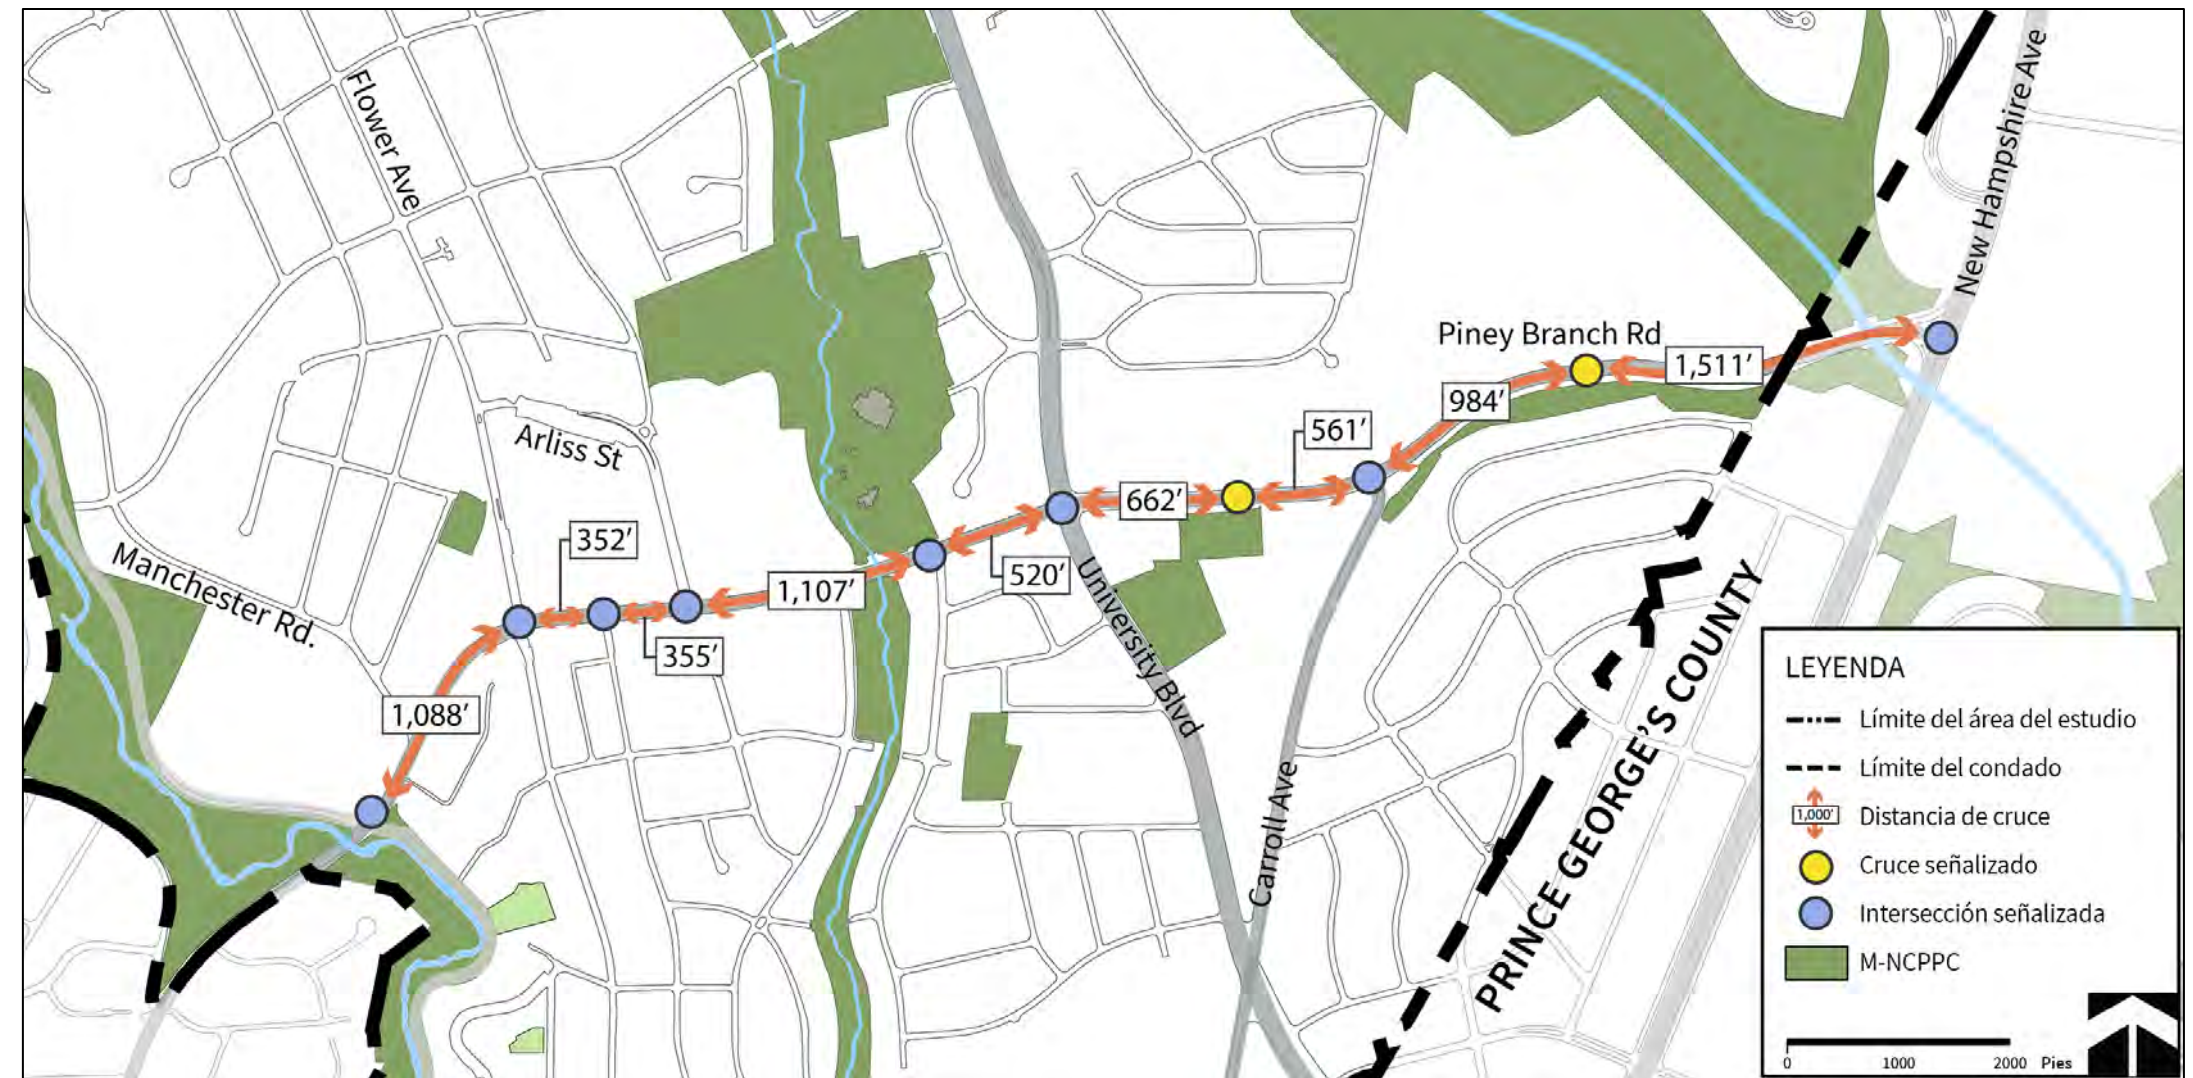 Flower Ave
New Hampshire Ave
Piney Branch Rd
1,511’
984’
561’
Arliss St
662’
352’
520’
1,107’
355’
Manchester Rd.
1,088’
University Blvd
Carroll Ave
PRINCE GEORGE’S COUNTY
LEYENDA
Límite del área del estudio
Límite del condado
1,000’
Distancia de cruce
Cruce señalizado
Intersección señalizada
M-NCPPC
0 1000 2000 Pies